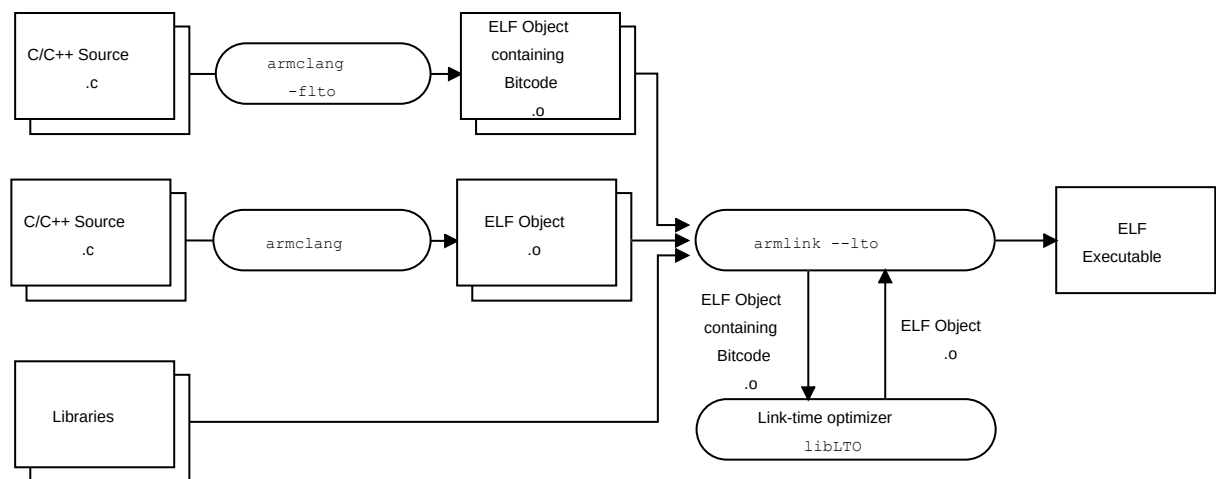 C/C++ Source
.c
armclang
-flto
ELF Object
containing
Bitcode
.o
C/C++ Source
.c
armclang
ELF Object
.o
armlink --lto
ELF
Executable
ELF Object
containing
Bitcode
.o
ELF Object
.o
Libraries
Link-time optimizer
libLTO